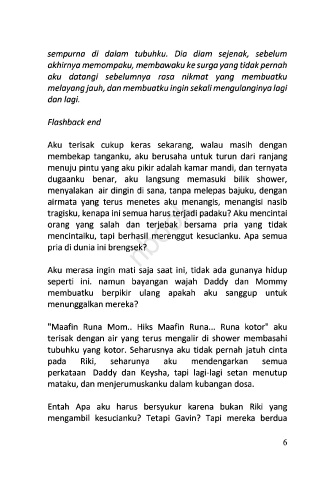 sempurna di dalam tubuhku. Dia diam sejenak, sebelum
akhirnya memompaku, membawaku ke surga yang tidak pernah
aku datangi sebelumnya rasa nikmat yang membuatku
melayang jauh, dan membuatku ingin sekali mengulanginya lagi
dan lagi.
Flashback end
Aku terisak cukup keras sekarang, walau masih dengan
membekap tanganku, aku berusaha untuk turun dari ranjang
menuju pintu yang aku pikir adalah kamar mandi, dan ternyata
dugaanku benar, aku langsung memasuki bilik shower,
menyalakan air dingin di sana, tanpa melepas bajuku, dengan
airmata yang terus menetes aku menangis, menangisi nasib
tragisku, kenapa ini semua harus terjadi padaku? Aku mencintai
orang yang salah dan terjebak bersama pria yang tidak
mencintaiku, tapi berhasil merenggut kesucianku. Apa semua
pria di dunia ini brengsek?
Aku merasa ingin mati saja saat ini, tidak ada gunanya hidup
seperti ini. namun bayangan wajah Daddy dan Mommy
membuatku berpikir ulang apakah aku sanggup untuk
menunggalkan mereka?
"Maafin Runa Mom.. Hiks Maafin Runa... Runa kotor" aku
terisak dengan air yang terus mengalir di shower membasahi
tubuhku yang kotor. Seharusnya aku tidak pernah jatuh cinta
pada Riki, seharunya aku mendengarkan semua
perkataan Daddy dan Keysha, tapi lagi-lagi setan menutup
mataku, dan menjerumuskanku dalam kubangan dosa.
Entah Apa aku harus bersyukur karena bukan Riki yang
mengambil kesucianku? Tetapi Gavin? Tapi mereka berdua
6